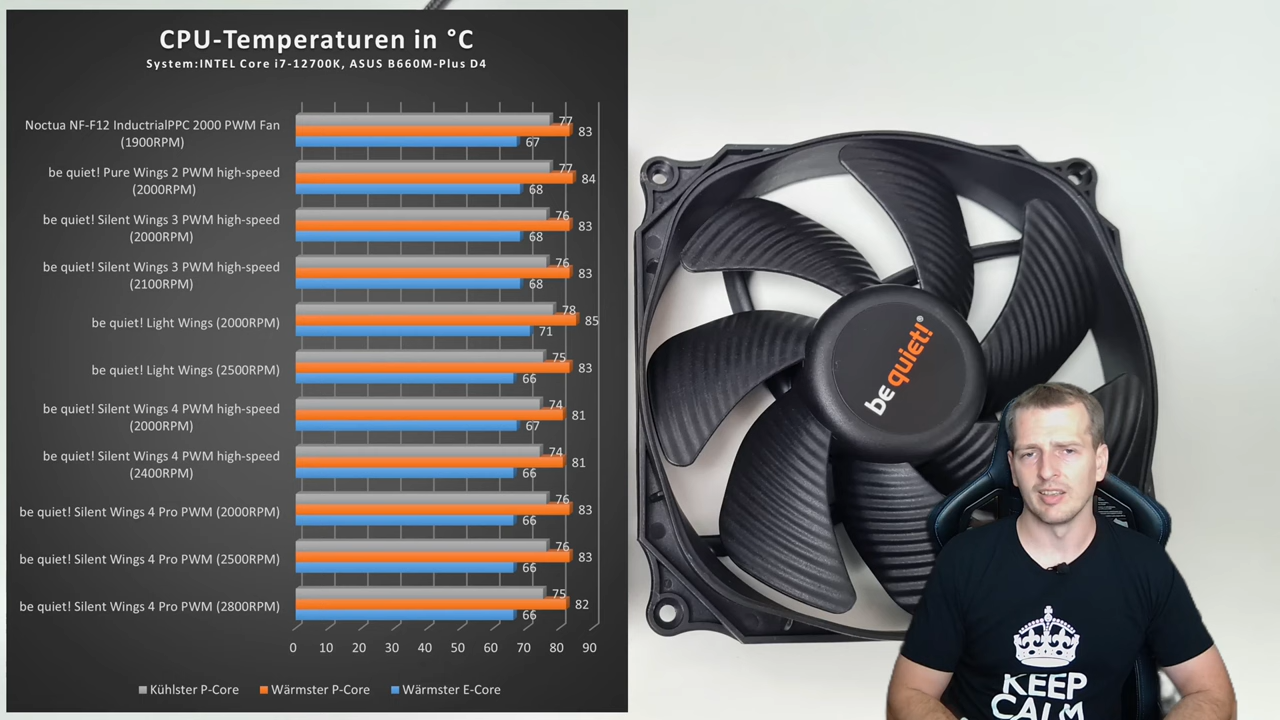 CPU-Temperaturen in °C
System:INTEL Core i7-12700K, ASUS B660M-Plus D4
Noctua NF-F12 InductrialPPC 2000 PWM Fan
(1900RPM)
77
83
67
be quiet! Pure Wings 2 PWM high-speed
(2000RPM)
77
84
68
be quiet! Silent Wings 3 PWM high-speed
(2000RPM)
76
83
68
be quiet! Silent Wings 3 PWM high-speed
(2100RPM)
76
83
68
be quiet! Light Wings (2000RPM)
78
85
71
be quiet! Light Wings (2500RPM)
75
83
66
be quiet! Silent Wings 4 PWM high-speed
(2000RPM)
74
81
67
be quiet! Silent Wings 4 PWM high-speed
(2400RPM)
74
81
66
be quiet! Silent Wings 4 Pro PWM (2000RPM)
76
83
66
be quiet! Silent Wings 4 Pro PWM (2500RPM)
76
83
66
be quiet! Silent Wings 4 Pro PWM (2800RPM)
75
82
66
0 10 20 30 40 50 60 70 80 90
Kühlster P-Core Wärmster P-Core Wärmster E-Core
be quiet!®
KEEP
CALM